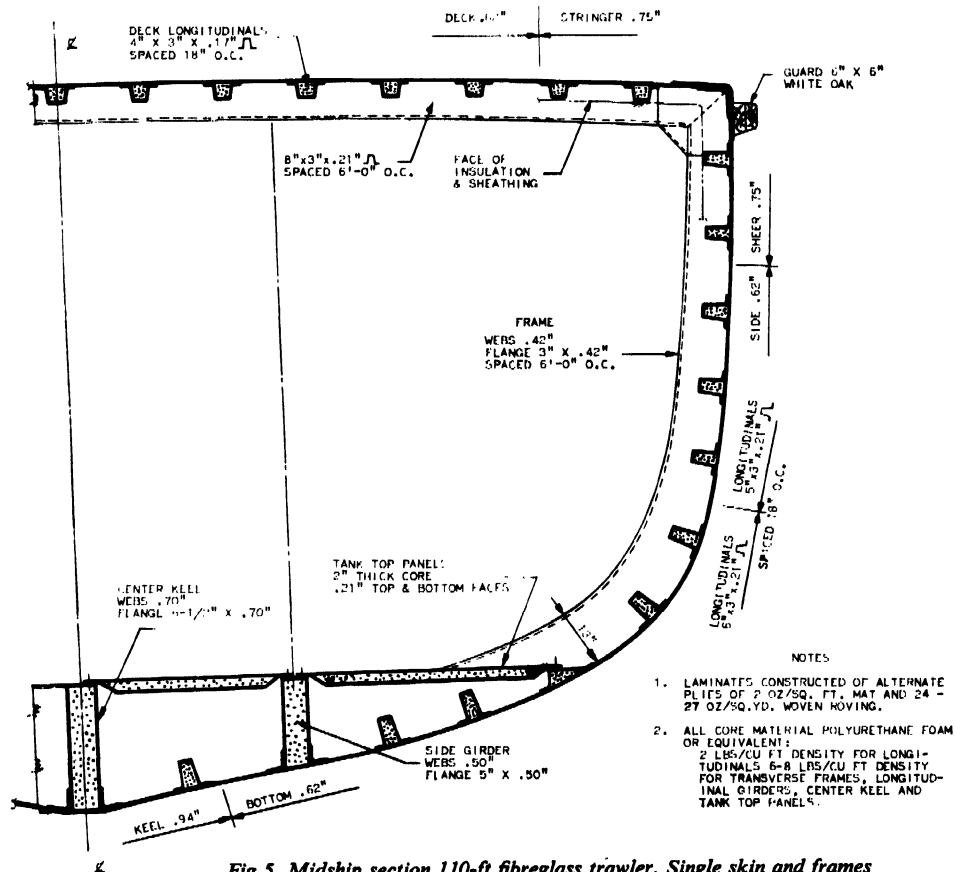 DECK
STRINGER .75"
DECK LONGITUDINALS
4" X 3" X .17"
SPACED 18" O.C.
GUARD 6" X 6"
WHITE OAK
8"x3"x.21"
SPACED 6'-0" O.C.
FACE OF
INSULATION
& SHEATHING
SHEER .75"
SIDE .62"
FRAME
WEBS .42"
FLANGE 3" X .42"
SPACED 6'-0" O.C.
LONGITUDINALS
5"x3"x.21"
SPACED 18" O.C.
LONGITUDINALS
6"x3"x.21"
TANK TOP PANEL:
2" THICK CORE
.21" TOP & BOTTOM FACES
13"
CENTER KEEL
WEBS .70"
FLANGE X .70"
SIDE GIRDER
WEBS .50"
FLANGE 5" X .50"
KEEL .94"
BOTTOM .62"
NOTES
1. LAMINATES CONSTRUCTED OF ALTERNATE
PLIES OF 2 OZ/SQ. FT. MAT AND 24 -
27 OZ/SQ.YD. WOVEN ROVING.
2. ALL CORE MATERIAL POLYURETHANE FOAM
OR EQUIVALENT:
2 LBS/CU FT DENSITY FOR LONGI-
TUDINALS 6-8 LBS/CU FT DENSITY
FOR TRANSVERSE FRAMES, LONGITUD-
INAL GIRDERS, CENTER KEEL AND
TANK TOP PANELS.
Fig 5. Midship section 110-ft fibreglass trawler. Single skin and frames